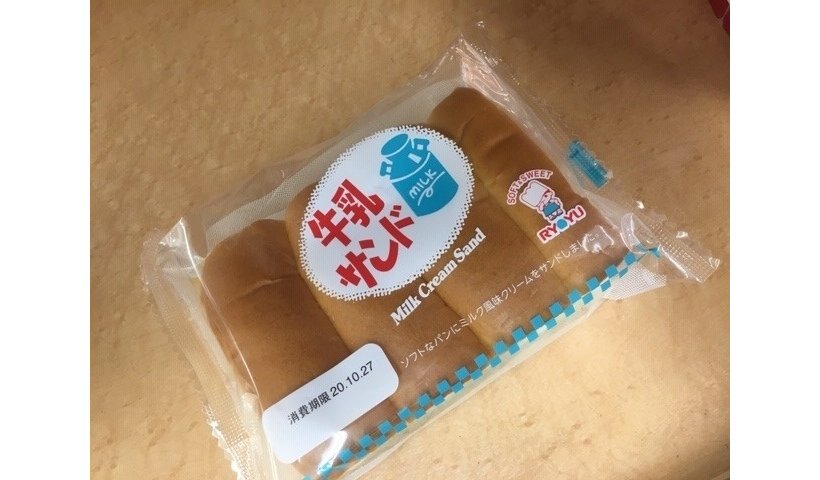 牛乳
サンド
MILK
Milk Cream Sand
SOFT&SWEET
RYOYU
ソフトなパンにミルク風味クリームをサンドしました。
消費期限 20.10.27